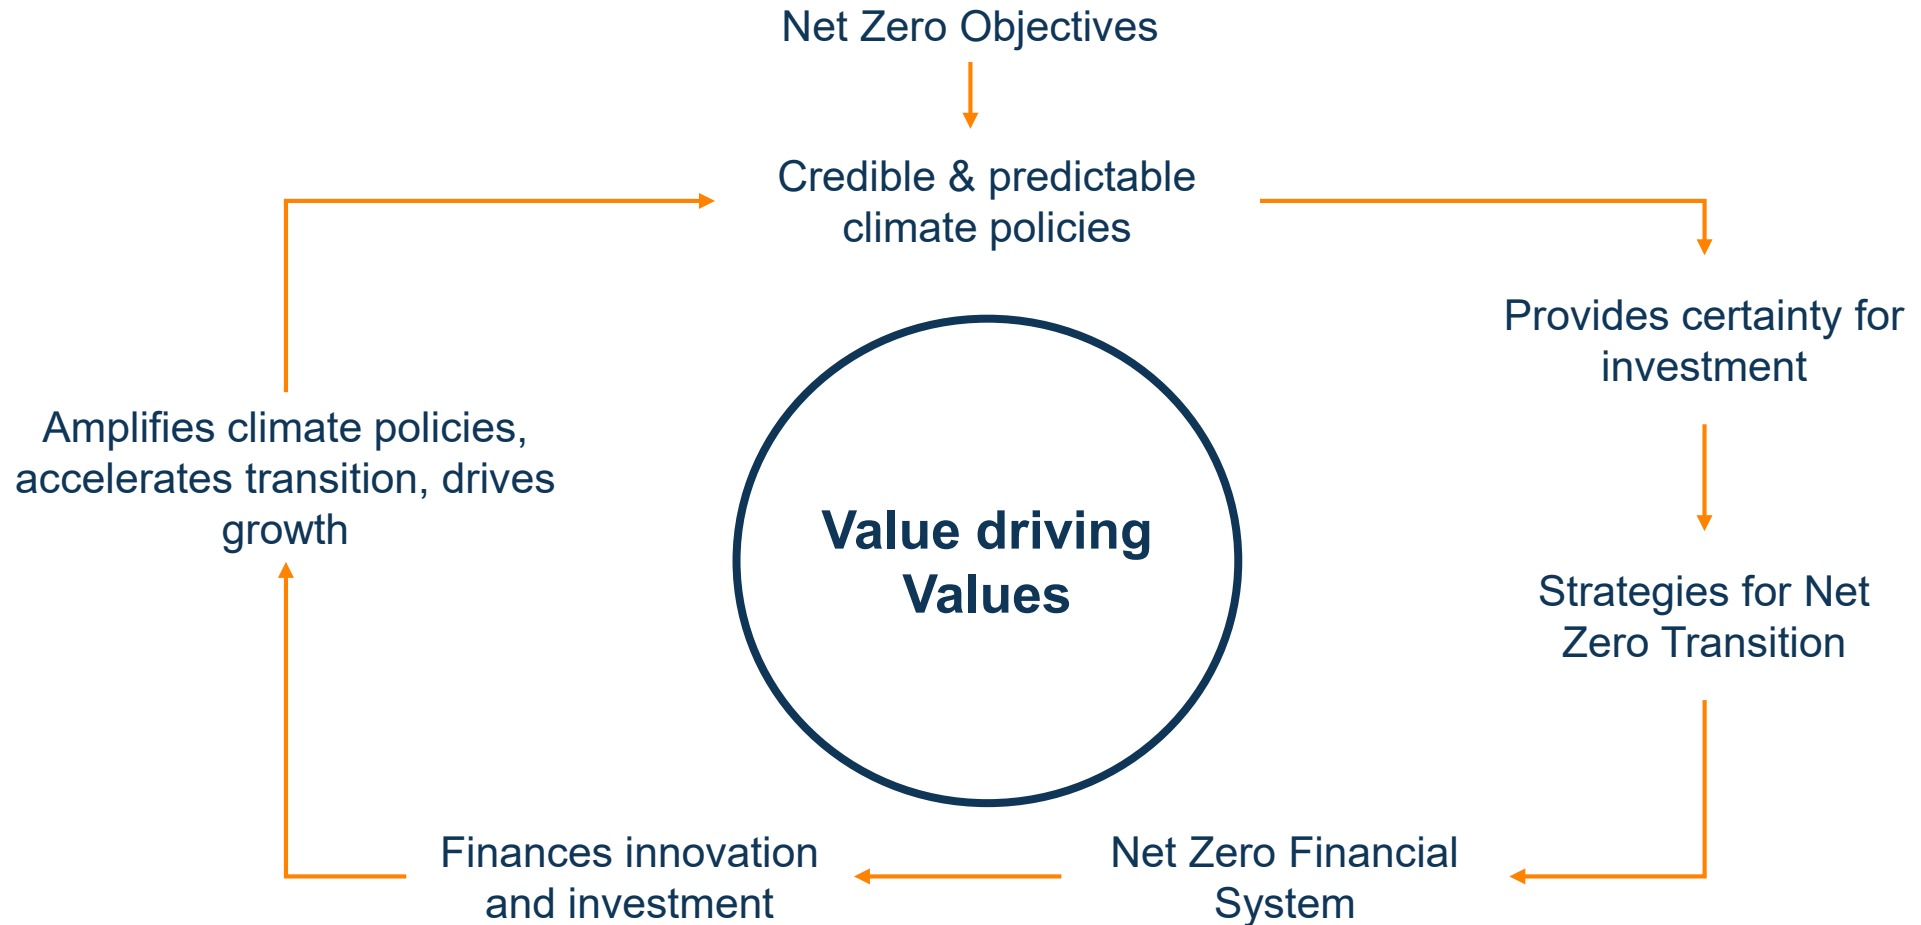 Net Zero Objectives
Credible & predictable
climate policies
Provides certainty for
investment
Strategies for Net
Zero Transition
Net Zero Financial
System
Finances innovation
and investment
Amplifies climate policies,
accelerates transition, drives
growth
Value driving
Values